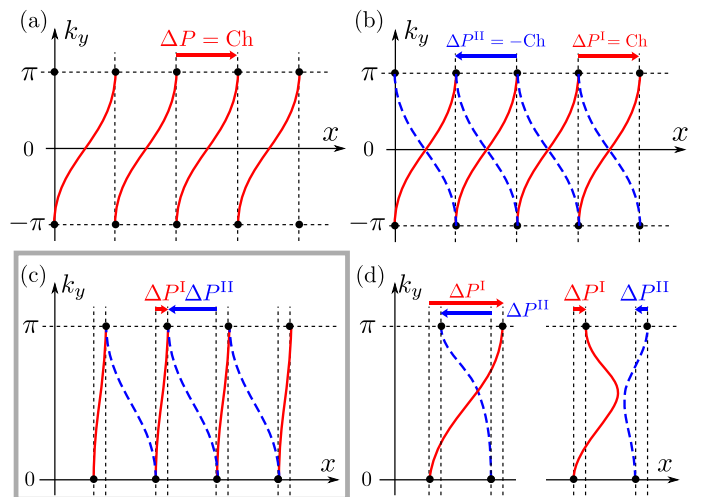 (a)
k_y
ΔP = Ch
π
0
x
−π
(b)
k_y
ΔP^II = −Ch
ΔP^I = Ch
π
0
x
−π
(c)
k_y
ΔP^I ΔP^II
π
0
x
(d)
k_y
ΔP^I
ΔP^II
ΔP^I
ΔP^II
π
0
x